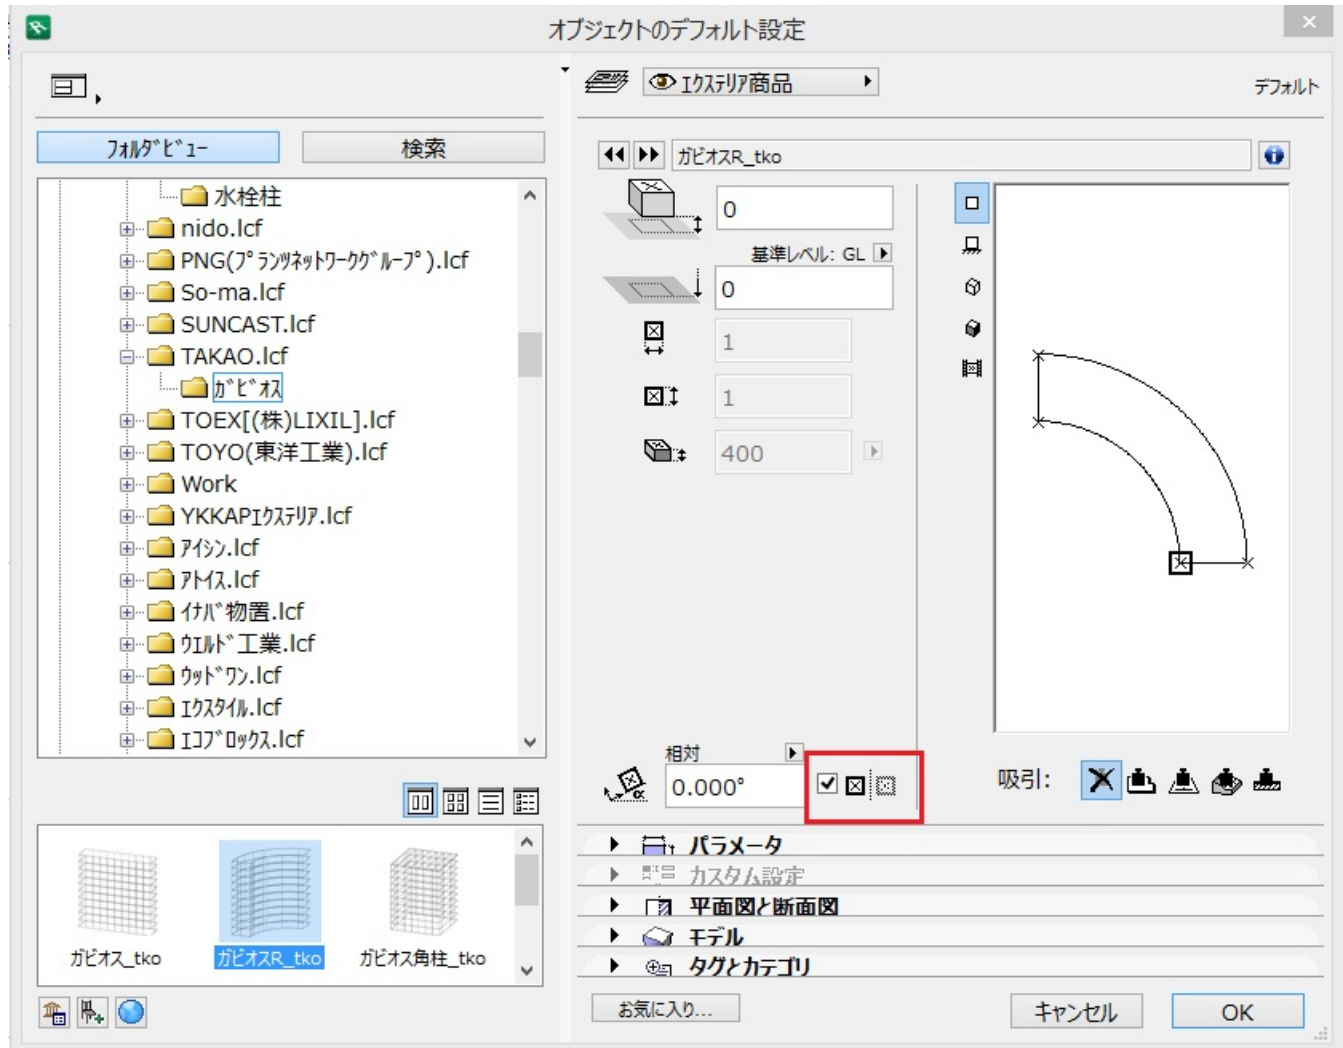 オブジェクトのデフォルト設定
ｴｸｽﾃﾘｱ商品
デフォルト
ﾌｫﾙﾀﾞﾋﾞｭｰ
検索
水栓柱
nido.lcf
PNG(ﾌﾟﾗﾝﾂﾈｯﾄﾜｰｸｸﾞﾙｰﾌﾟ).lcf
So-ma.lcf
SUNCAST.lcf
TAKAO.lcf
ｶﾞﾋﾞｵｽ
TOEX[(株)LIXIL].lcf
TOYO(東洋工業).lcf
Work
YKKAPｴｸｽﾃﾘｱ.lcf
ｱｲｼﾝ.lcf
ｱﾄｲｽ.lcf
ｲﾅﾊﾞ物置.lcf
ｳｴﾙﾄﾞ工業.lcf
ｳｯﾄﾞﾜﾝ.lcf
ｴｸｽﾀｲﾙ.lcf
ｴｺﾌﾞﾛｯｸｽ.lcf
ガビオス_tko
ガビオスR_tko
ガビオス角柱_tko
ガビオスR_tko
0
基準レベル: GL
0
1
1
400
相対
0.000°
吸引:
パラメータ
カスタム設定
平面図と断面図
モデル
タグとカテゴリ
お気に入り...
キャンセル
OK